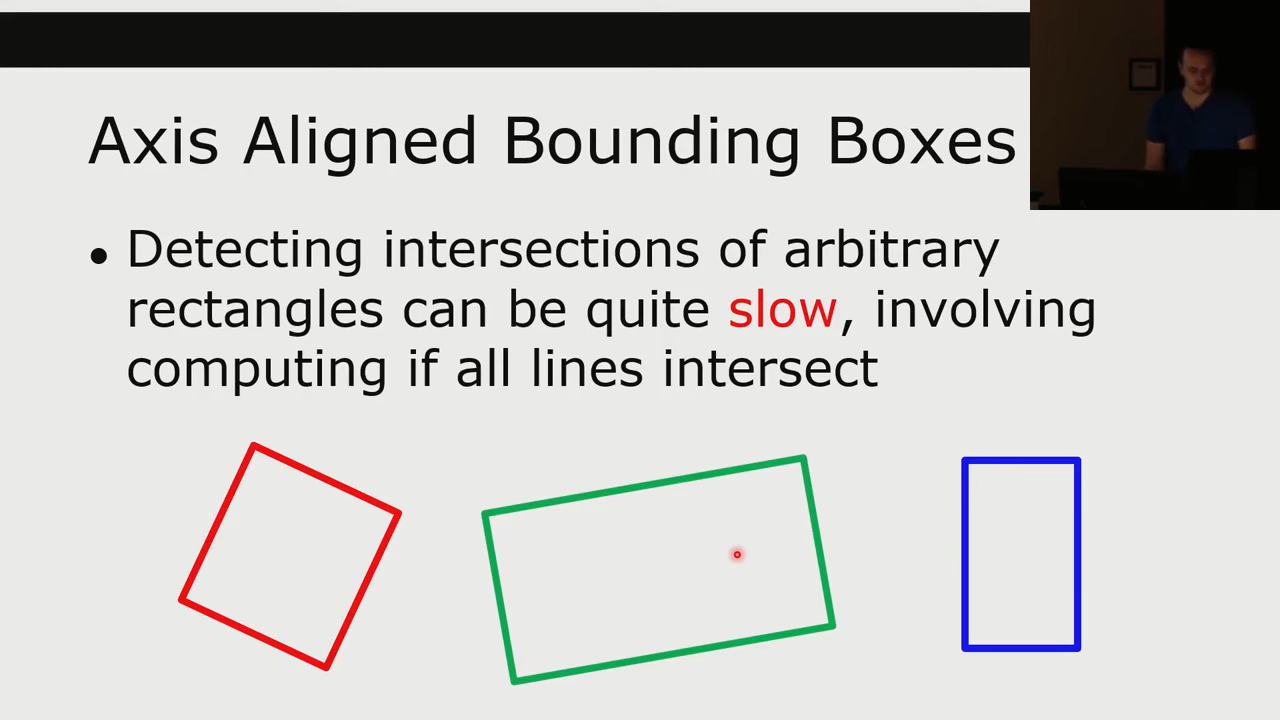 Axis Aligned Bounding Boxes
• Detecting intersections of arbitrary
rectangles can be quite slow, involving
computing if all lines intersect